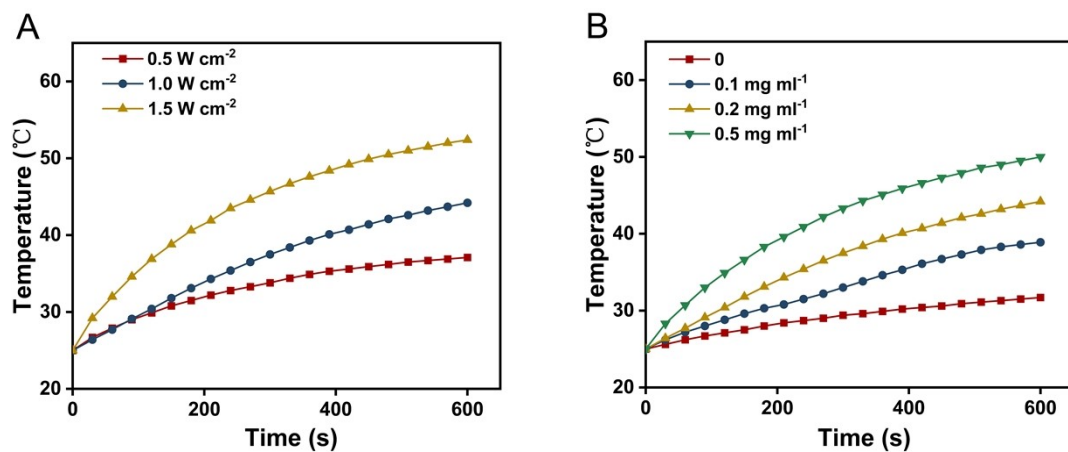 A
0.5 W cm⁻²
1.0 W cm⁻²
1.5 W cm⁻²
60
50
40
30
20
0
200
400
600
Temperature (℃)
Time (s)
B
0
0.1 mg ml⁻¹
0.2 mg ml⁻¹
0.5 mg ml⁻¹
60
50
40
30
20
0
200
400
600
Temperature (℃)
Time (s)